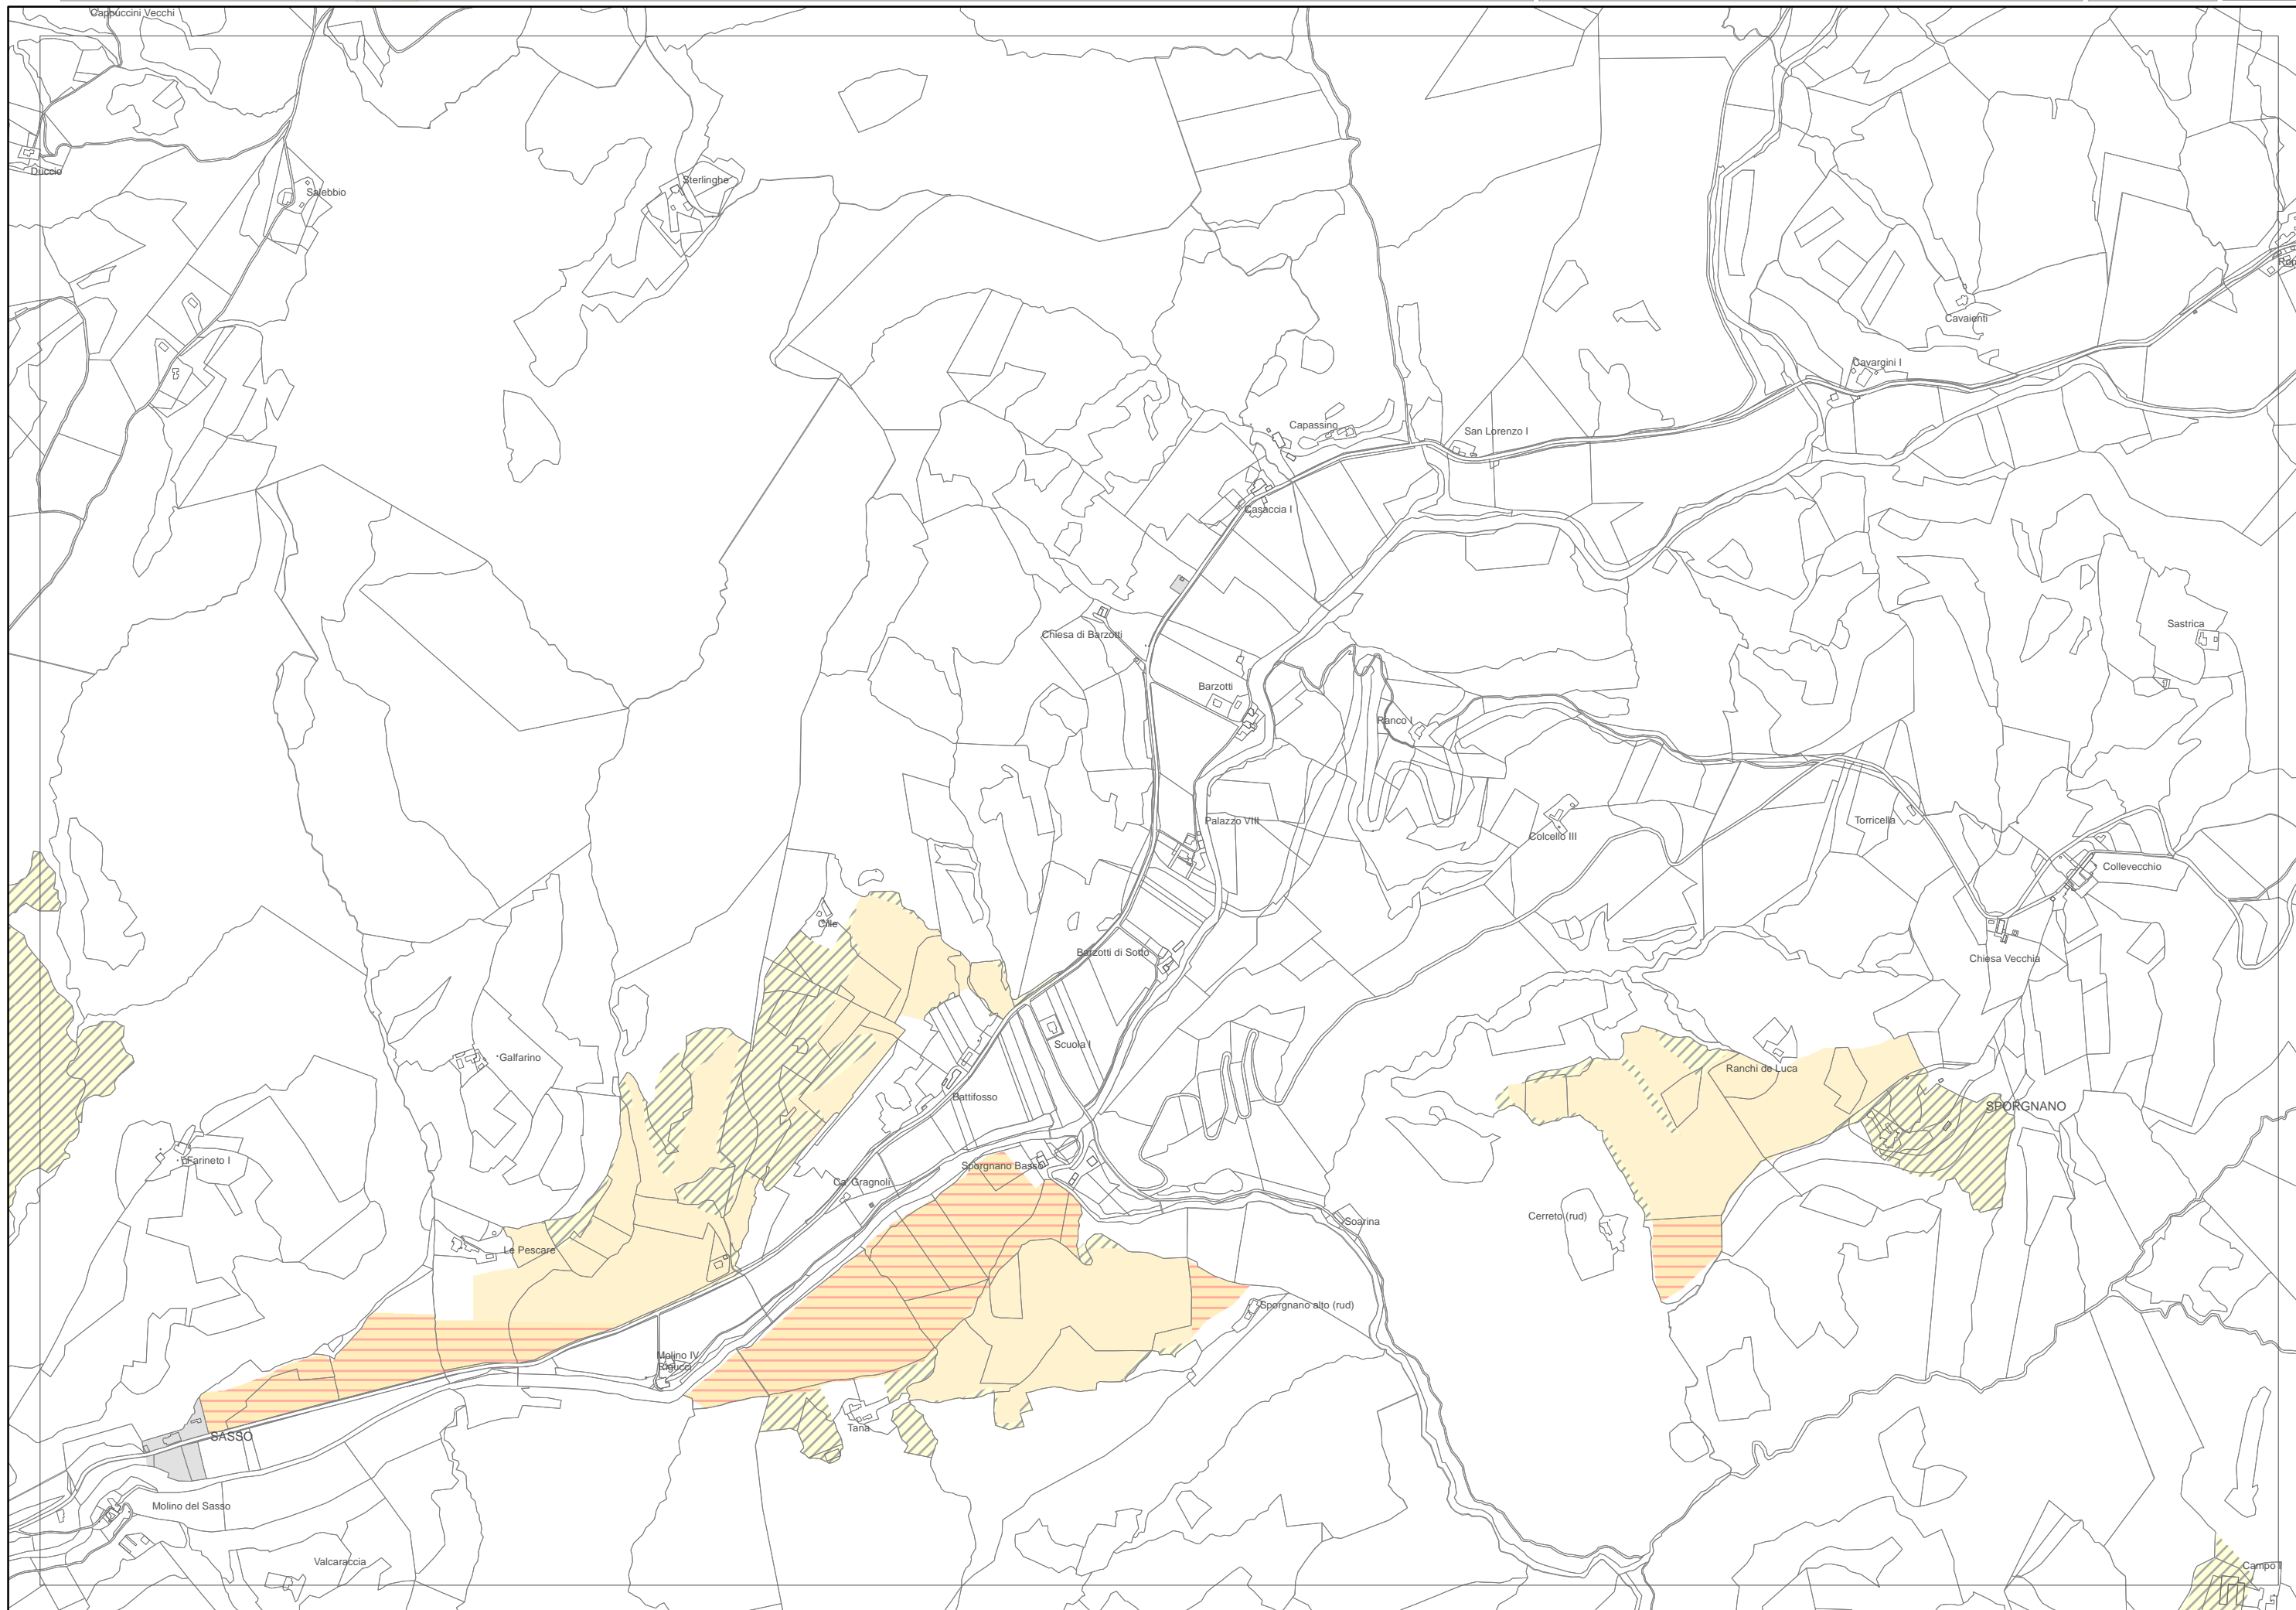 Cappuccini Vecchi
Duccio
Salebbio
Sterlinghe
Cavaienti
Cavargini I
Capassino
San Lorenzo I
Casaccia I
Chiesa di Barzotti
Sastrica
Barzotti
Ranco I
Palazzo VIII
Colcello III
Torricella
Collevecchio
Cille
Barzotti di Sotto
Chiesa Vecchia
Scuola I
Galfarino
Ranchi de Luca
Battifosso
SPORGNANO
Farineto I
Sporgnano Basso
Ca' Gragnoli
Cerreto (rud)
Soarina
Le Pescare
Sporgnano alto (rud)
Molino IV
Rigucci
Tana
SASSO
Molino del Sasso
Valcaraccia
Campo I